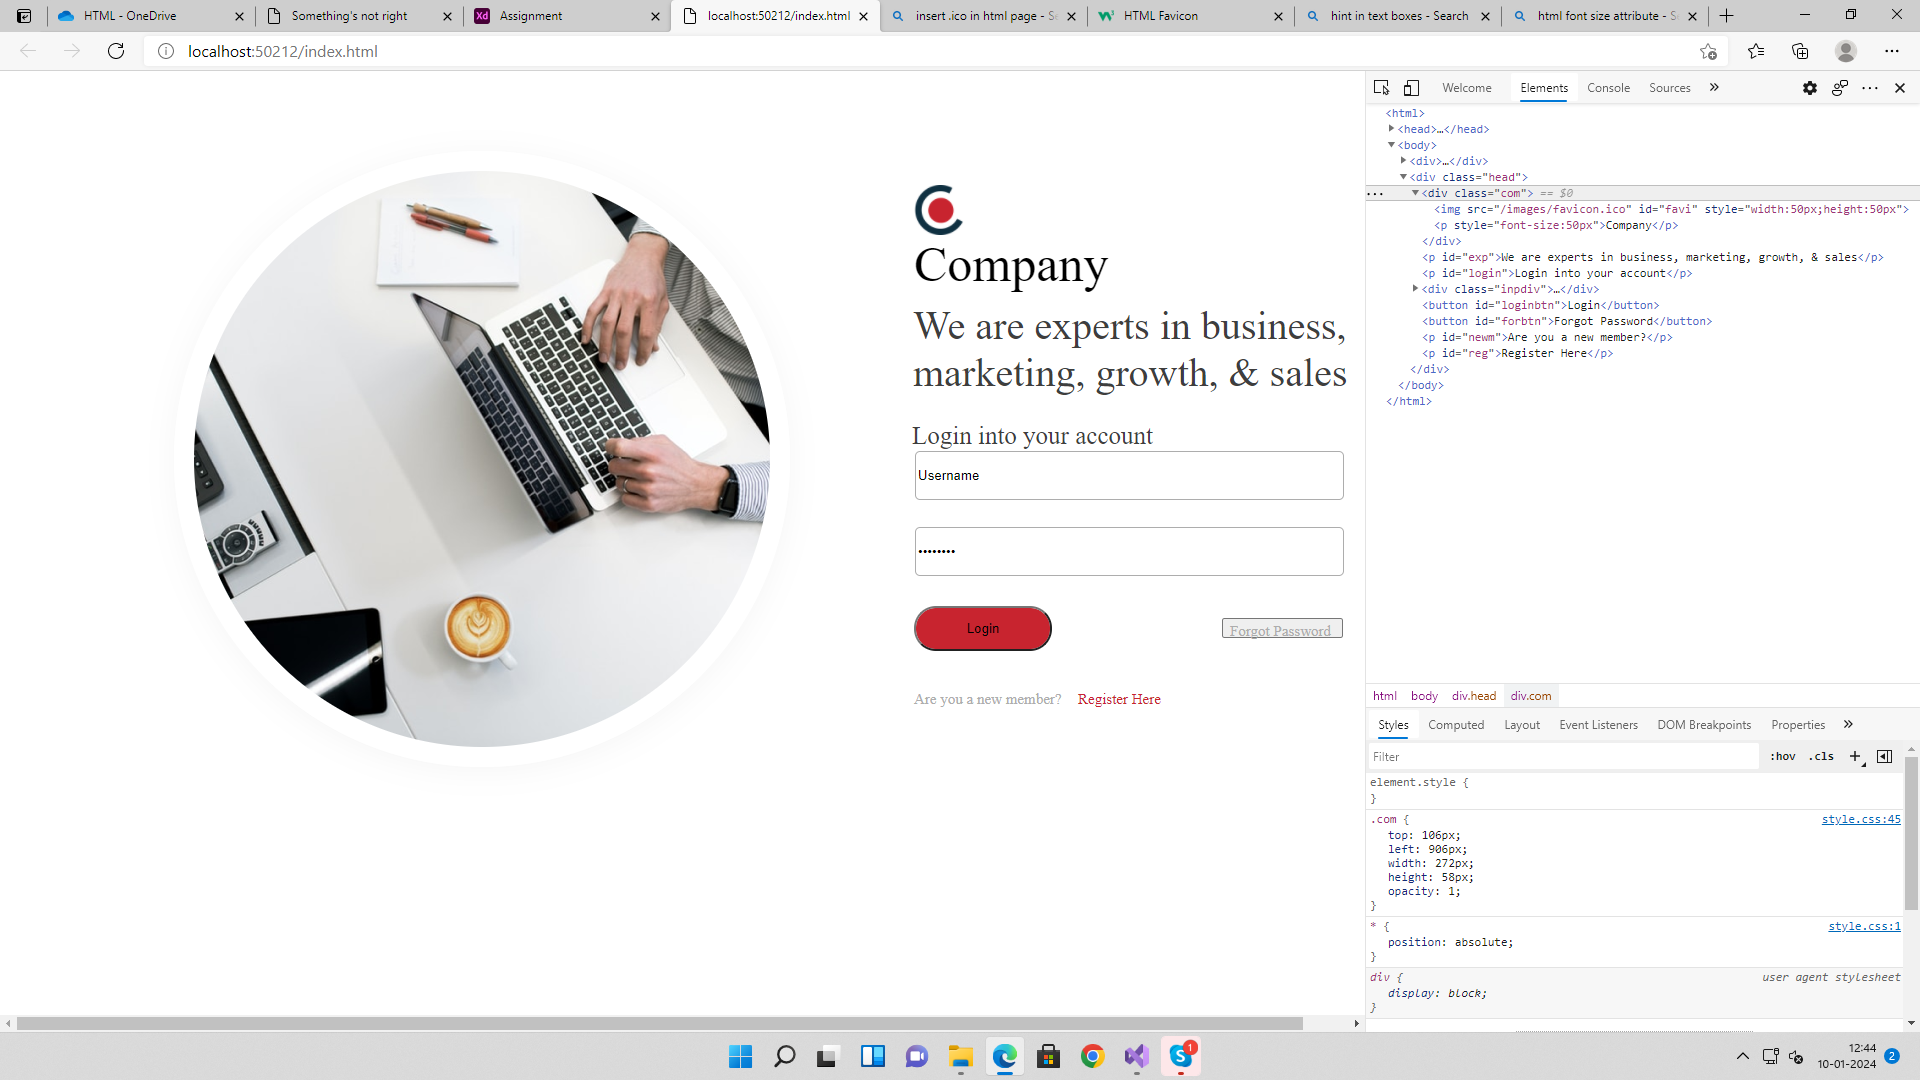 HTML - OneDrive
Something's not right
Xd
Assignment
localhost:50212/index.html
insert .ico in html page - S
HTML Favicon
hint in text boxes - Search
html font size attribute - S
localhost:50212/index.html
Welcome
Elements
Console
Sources
<html>
<head>…</head>
<body>
<div>…</div>
<div class="head">
<div class="com"> == $0
<img src="/images/favicon.ico" id="favi" style="width:50px;height:50px">
<p style="font-size:50px">Company</p>
</div>
<p id="exp">We are experts in business, marketing, growth, & sales</p>
<p id="login">Login into your account</p>
<div class="inpdiv">…</div>
<button id="loginbtn">Login</button>
<button id="forbtn">Forgot Password</button>
<p id="newm">Are you a new member?</p>
<p id="reg">Register Here</p>
</div>
</body>
</html>
Company
We are experts in business,
marketing, growth, & sales
Login into your account
Username
••••••••
Login
Forgot Password
Are you a new member?
Register Here
html
body
div.head
div.com
Styles
Computed
Layout
Event Listeners
DOM Breakpoints
Properties
Filter
:hov
.cls
element.style {
}
.com {
style.css:45
top: 106px;
left: 906px;
width: 272px;
height: 58px;
opacity: 1;
}
* {
style.css:1
position: absolute;
}
div {
user agent stylesheet
display: block;
}
S
1
12:44
10-01-2024
2